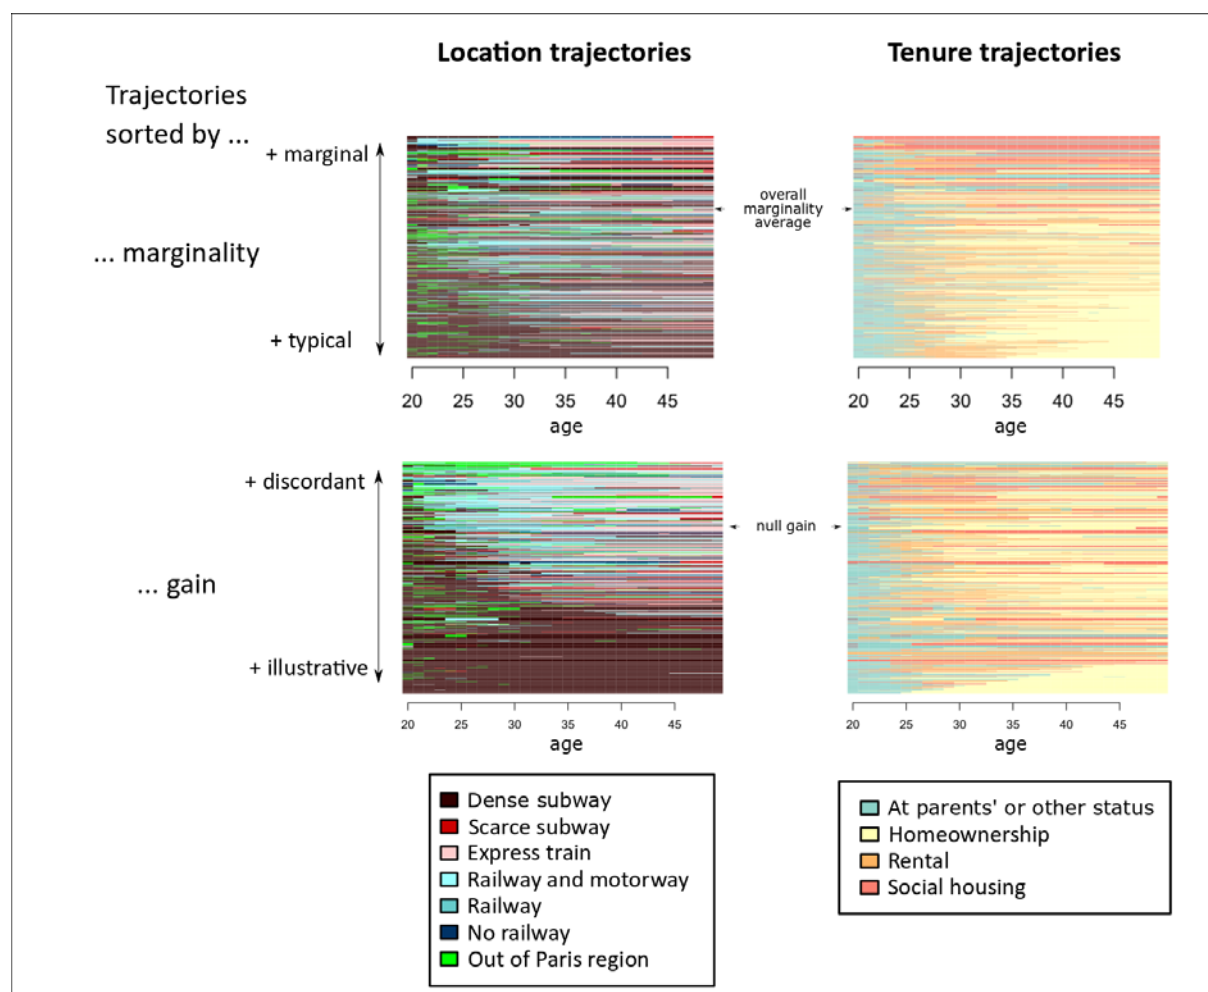 Location trajectories
Tenure trajectories
Trajectories
sorted by ...
+ marginal
overall
marginality
average
... marginality
+ typical
20 25 30 35 40 45
age
20 25 30 35 40 45
age
+ discordant
null gain
... gain
+ illustrative
20 25 30 35 40 45
age
20 25 30 35 40 45
age
Dense subway
Scarce subway
Express train
Railway and motorway
Railway
No railway
Out of Paris region
At parents' or other status
Homeownership
Rental
Social housing